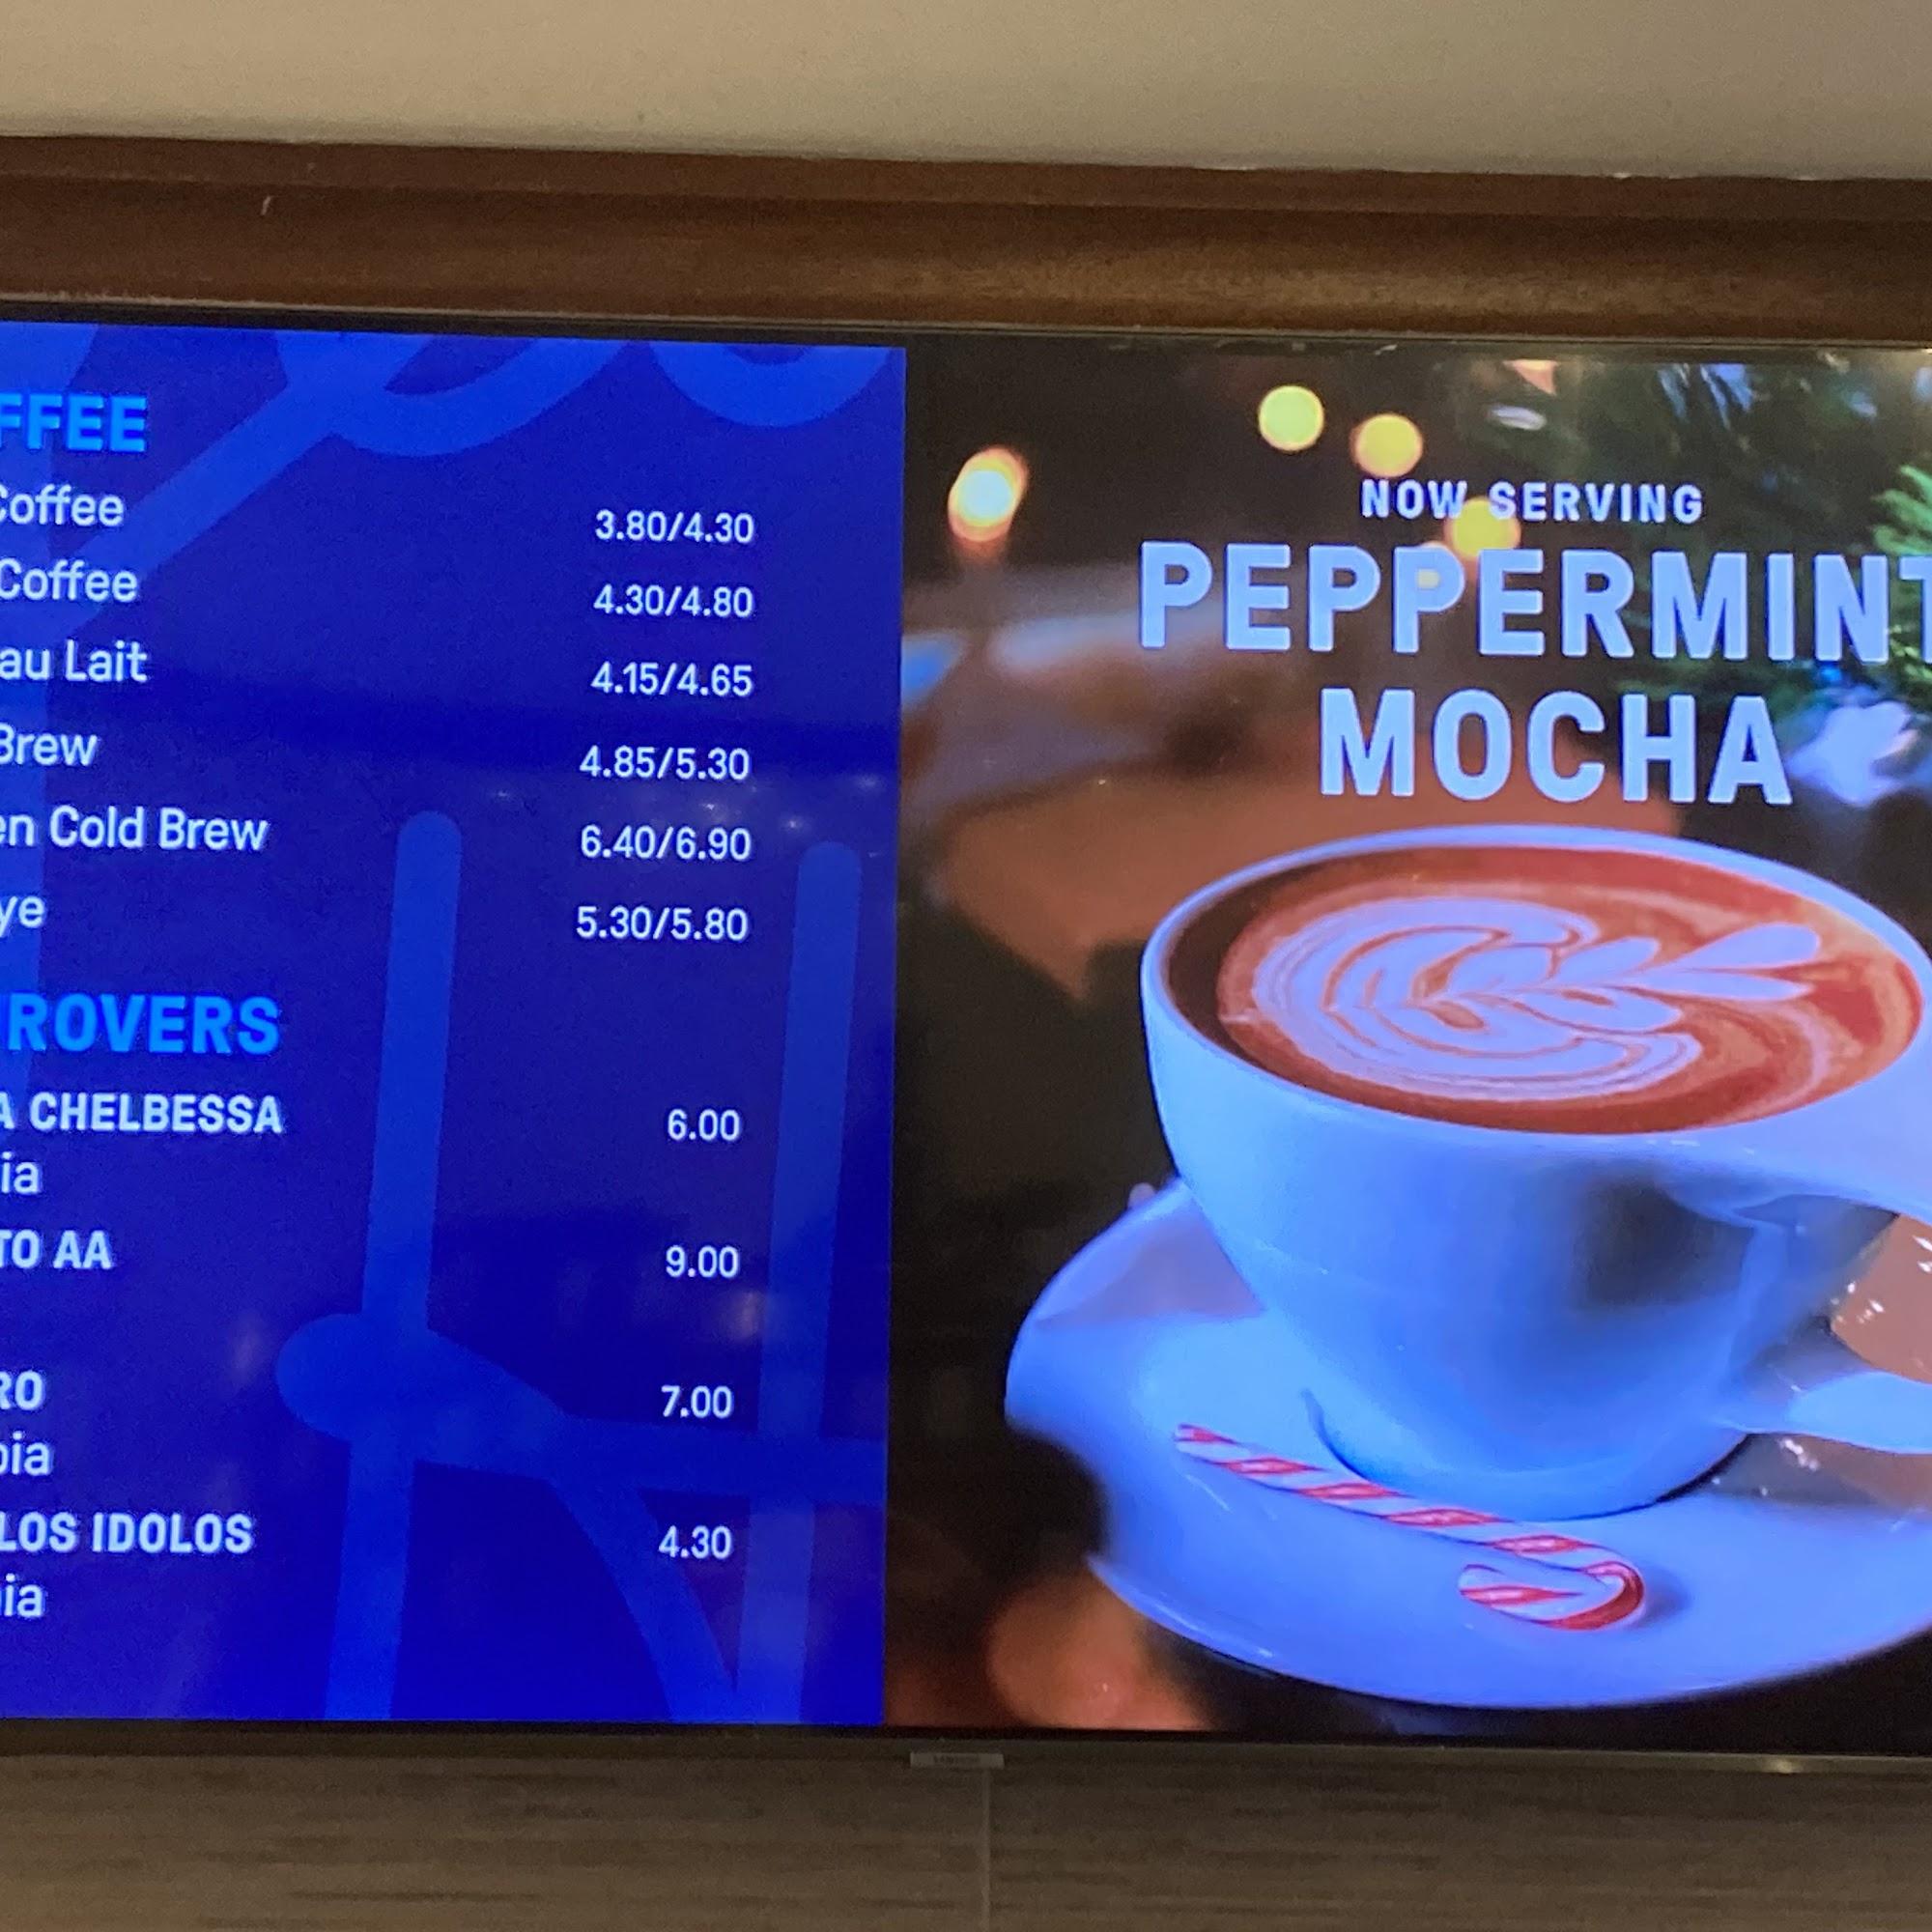 FFEE
Coffee 3.80/4.30
Coffee 4.30/4.80
au Lait 4.15/4.65
Brew 4.85/5.30
en Cold Brew 6.40/6.90
ye 5.30/5.80
ROVERS
A CHELBESSA 6.00
ia
TO AA 9.00
RO 7.00
bia
LOS IDOLOS 4.30
ia
NOW SERVING
PEPPERMINT
MOCHA